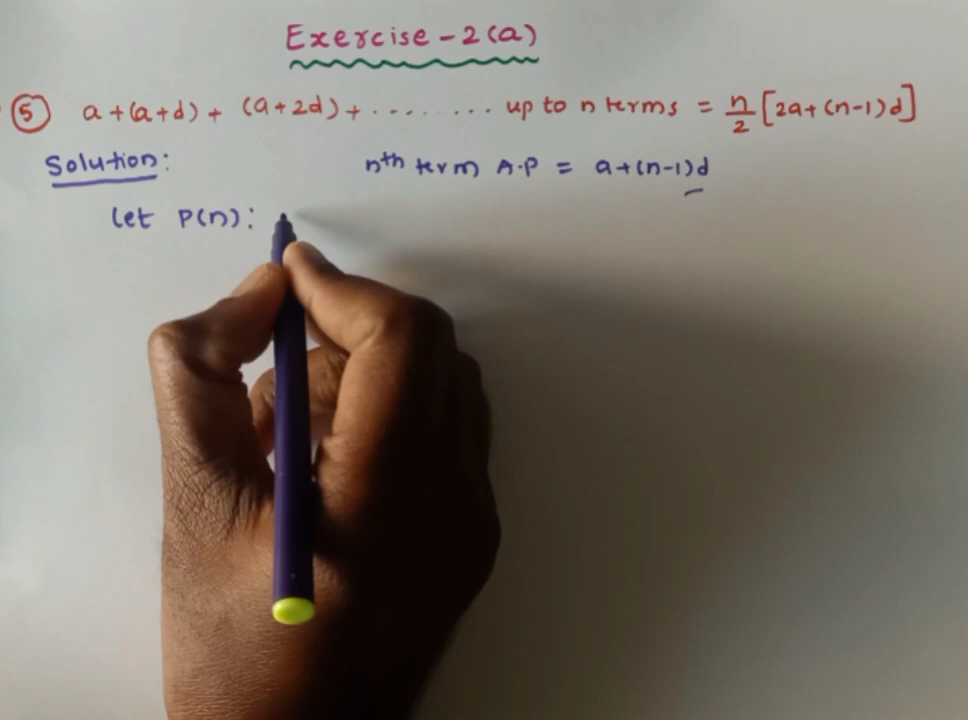 Exercise - 2(a)
⑤ a + (a+d) + (a+2d) + ......... up to n terms = n/2 [2a + (n-1)d]
Solution: nth term A.P = a+(n-1)d
Let P(n):